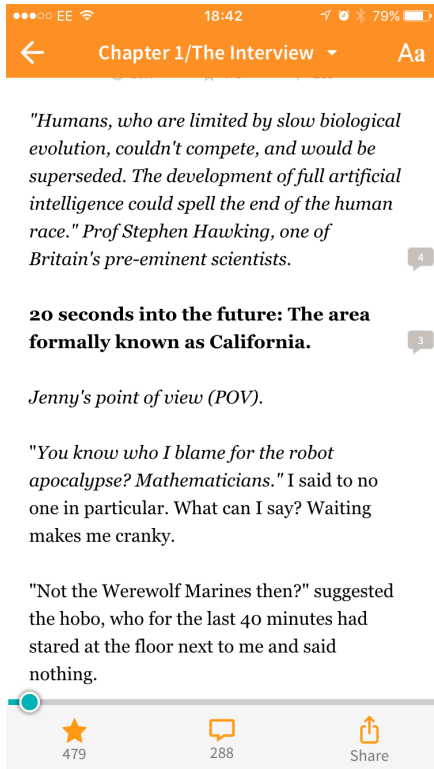 EE 18:42 79%
Chapter 1/The Interview Aa
"Humans, who are limited by slow biological
evolution, couldn't compete, and would be
superseded. The development of full artificial
intelligence could spell the end of the human
race." Prof Stephen Hawking, one of
Britain's pre-eminent scientists.
4
20 seconds into the future: The area
formally known as California.
3
Jenny's point of view (POV).
"You know who I blame for the robot
apocalypse? Mathematicians." I said to no
one in particular. What can I say? Waiting
makes me cranky.
"Not the Werewolf Marines then?" suggested
the hobo, who for the last 40 minutes had
stared at the floor next to me and said
nothing.
479 288 Share